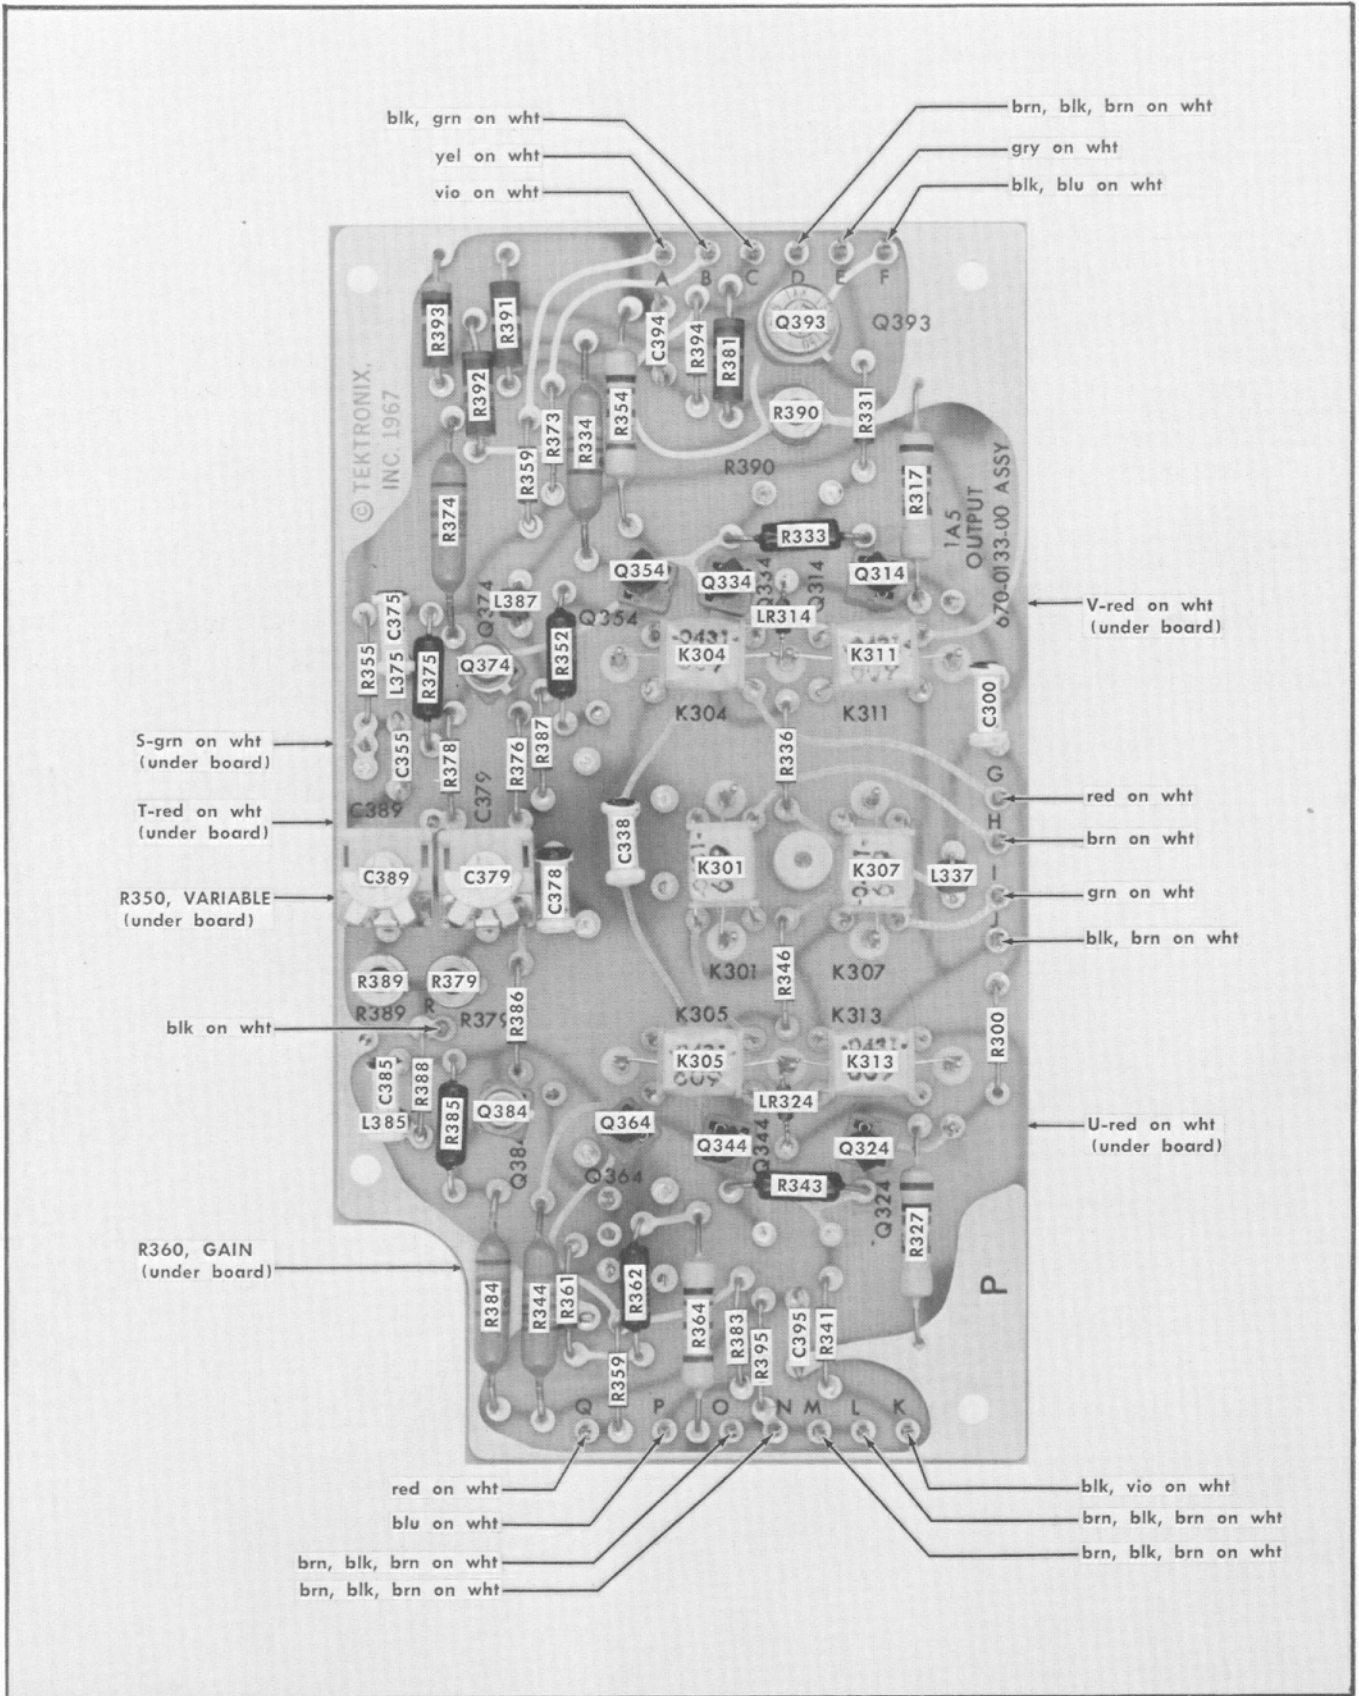 blk, grn on wht
yel on wht
vio on wht
brn, blk, brn on wht
gry on wht
blk, blu on wht
A B C D E F
R393
R391
R392
C394
R394
R381
Q393
Q393
R354
R334
R373
R359
R331
R390
R390
© TEKTRONIX,
INC. 1967
R374
R317
1A5
OUTPUT
670-0133-00 ASSY
R333
Q354
Q334
Q334
Q314
Q314
Q374
L387
Q354
LR314
V-red on wht
(under board)
R355
C375
L375
R375
Q374
R352
K304
K311
C300
K304
K311
S-grn on wht
(under board)
C355
R378
R376
R387
R336
G
red on wht
C389
C379
T-red on wht
(under board)
H
brn on wht
C389
C379
C378
C338
K301
K307
L337
R350, VARIABLE
(under board)
I
grn on wht
J
blk, brn on wht
R389
R379
R386
K301
R346
K307
R389
R
R379
K305
K313
blk on wht
R300
K305
K313
C385
R388
L385
R385
Q384
Q364
LR324
Q344
Q344
Q324
U-red on wht
(under board)
Q384
Q364
R343
Q324
R327
R360, GAIN
(under board)
P
R384
R344
R361
R362
R364
R383
R395
C395
R341
R359
Q P O N M L K
red on wht
blu on wht
brn, blk, brn on wht
brn, blk, brn on wht
blk, vio on wht
brn, blk, brn on wht
brn, blk, brn on wht